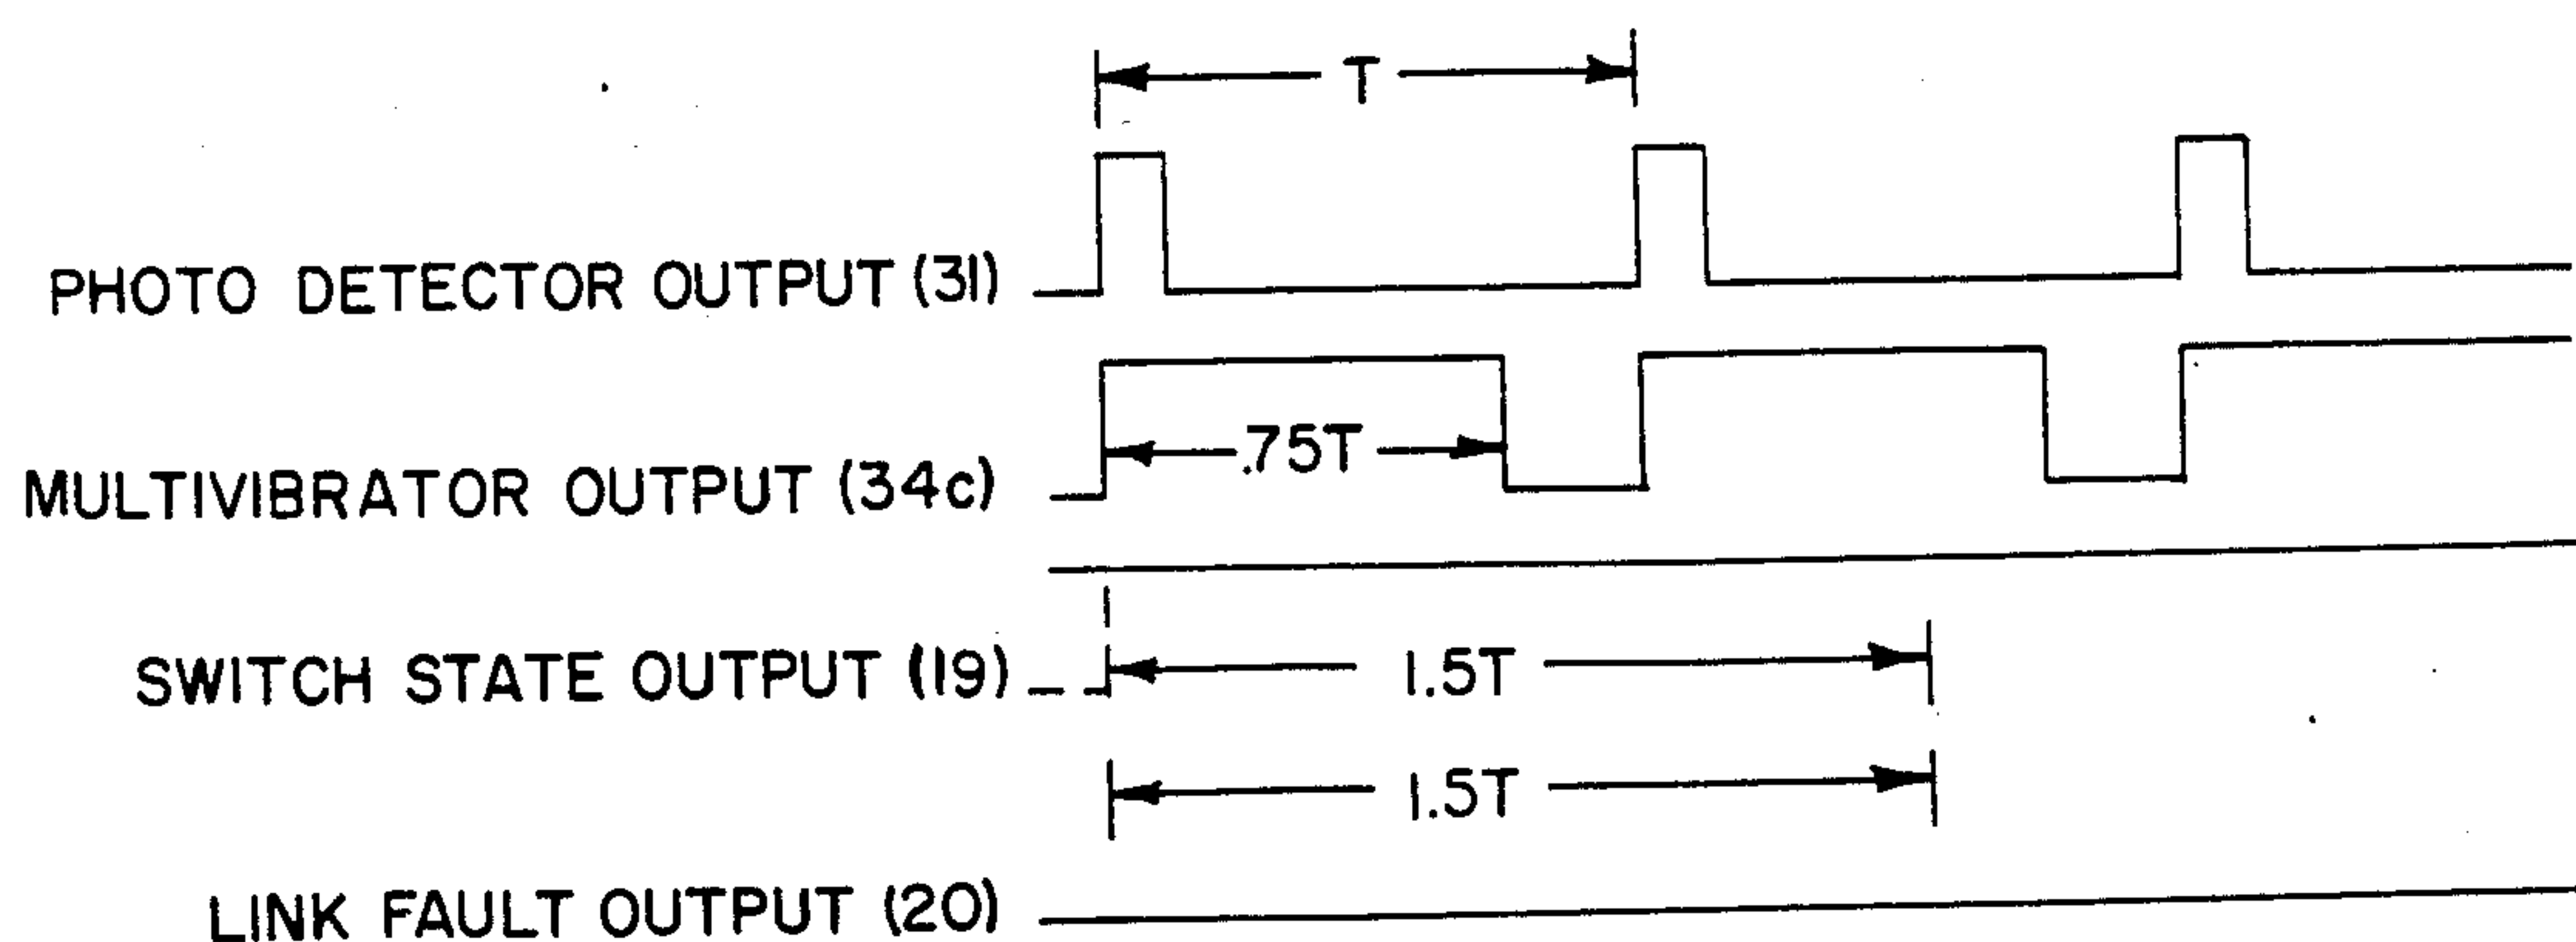 T
PHOTO DETECTOR OUTPUT (31)
.75T
MULTIVIBRATOR OUTPUT (34c)
SWITCH STATE OUTPUT (19)
1.5T
1.5T
LINK FAULT OUTPUT (20)